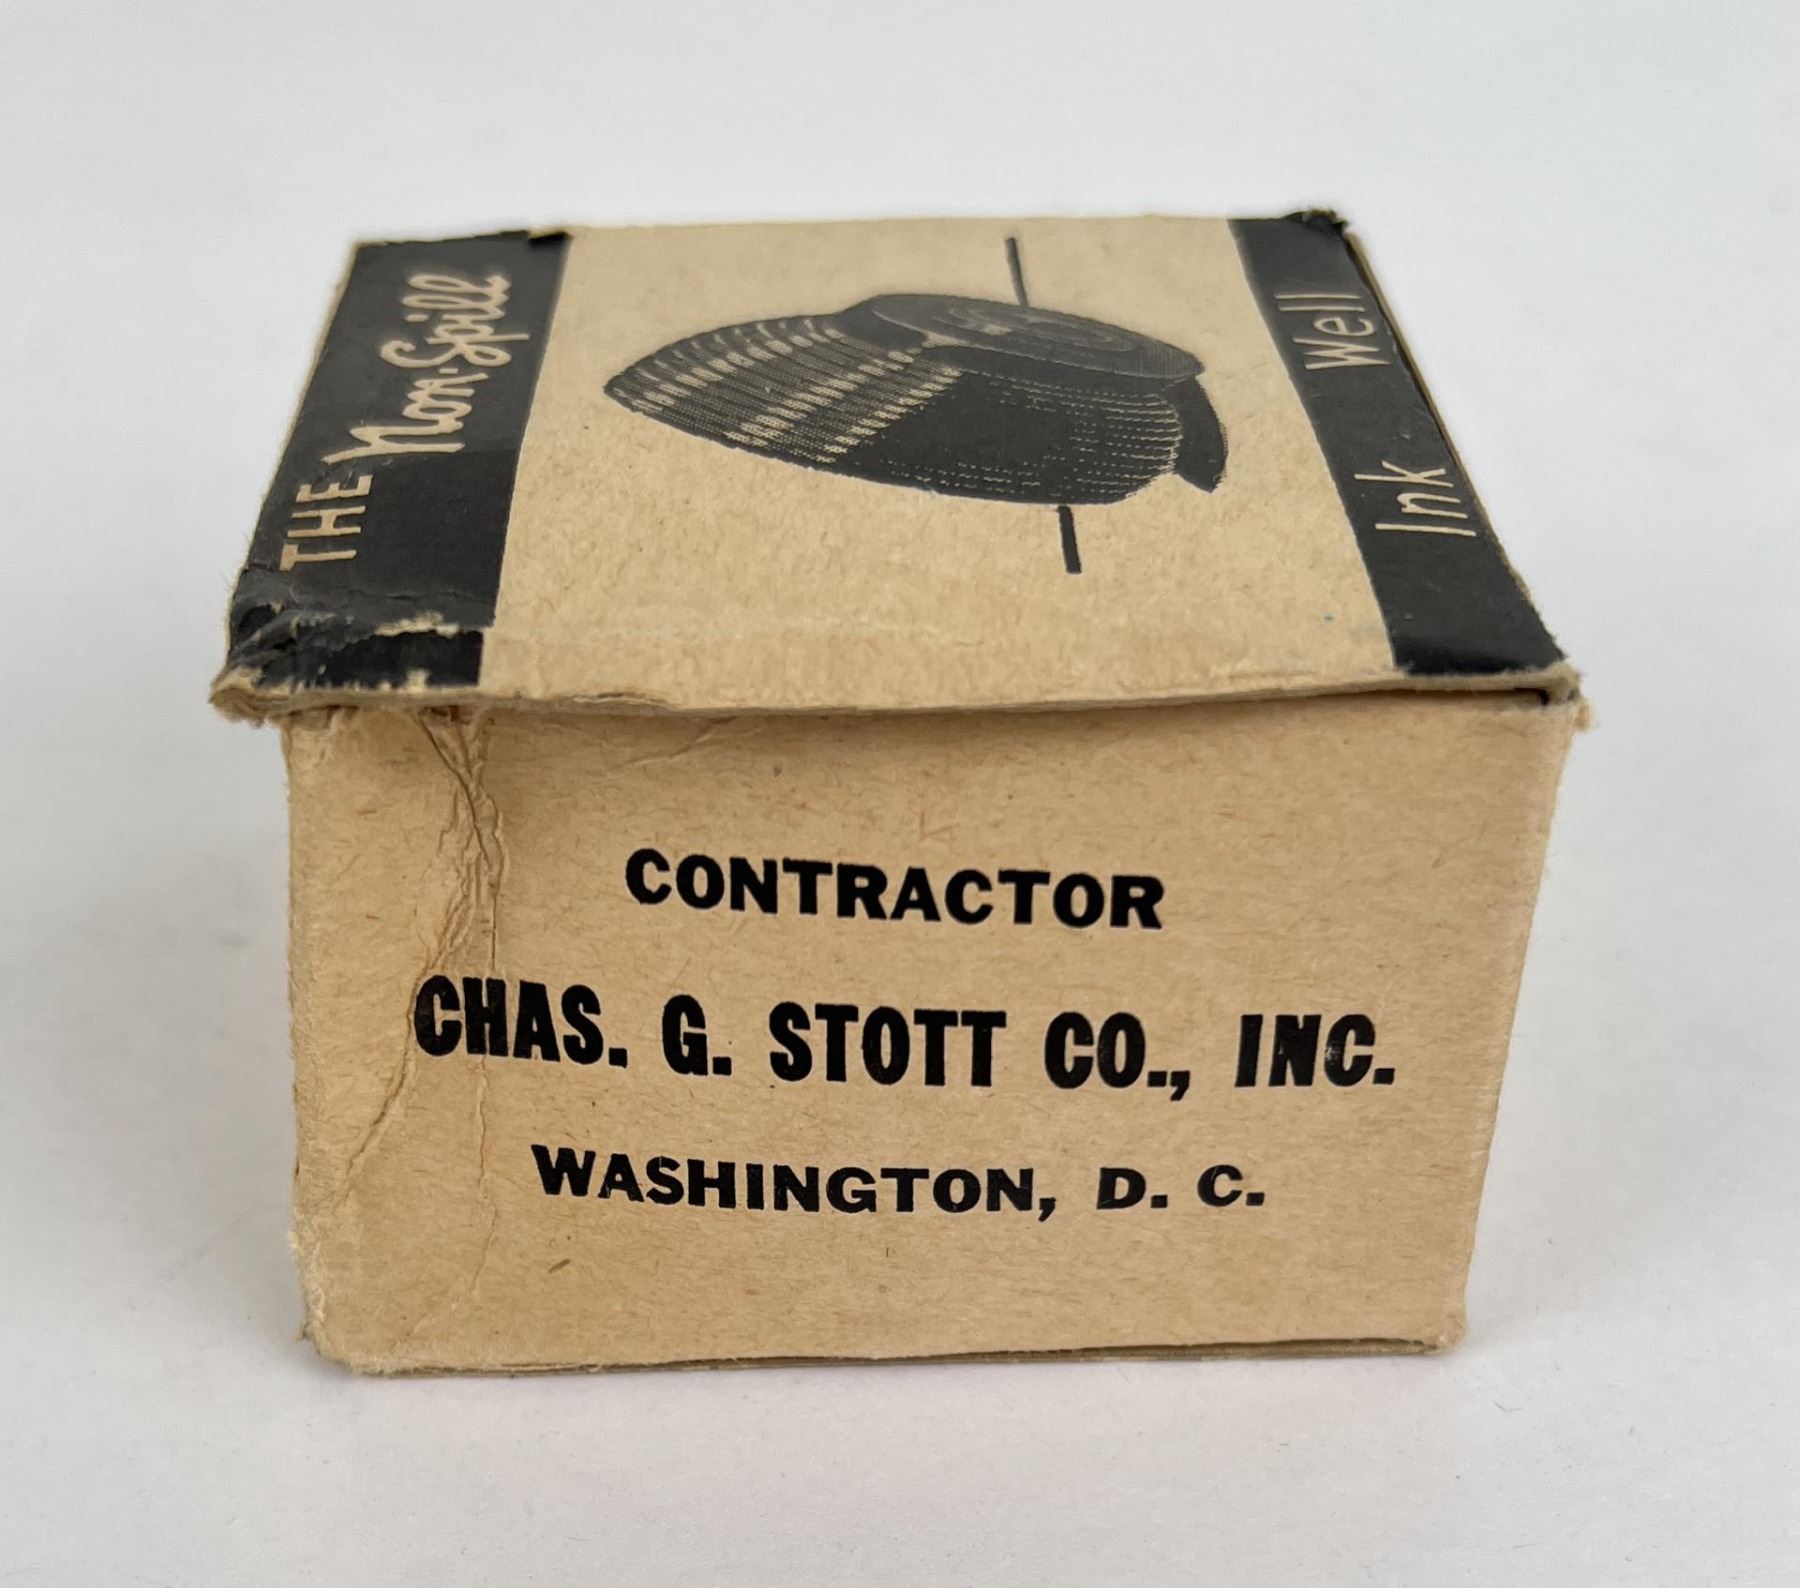 THE Non-Spill
Ink Well
CONTRACTOR
CHAS. G. STOTT CO., INC.
WASHINGTON, D. C.